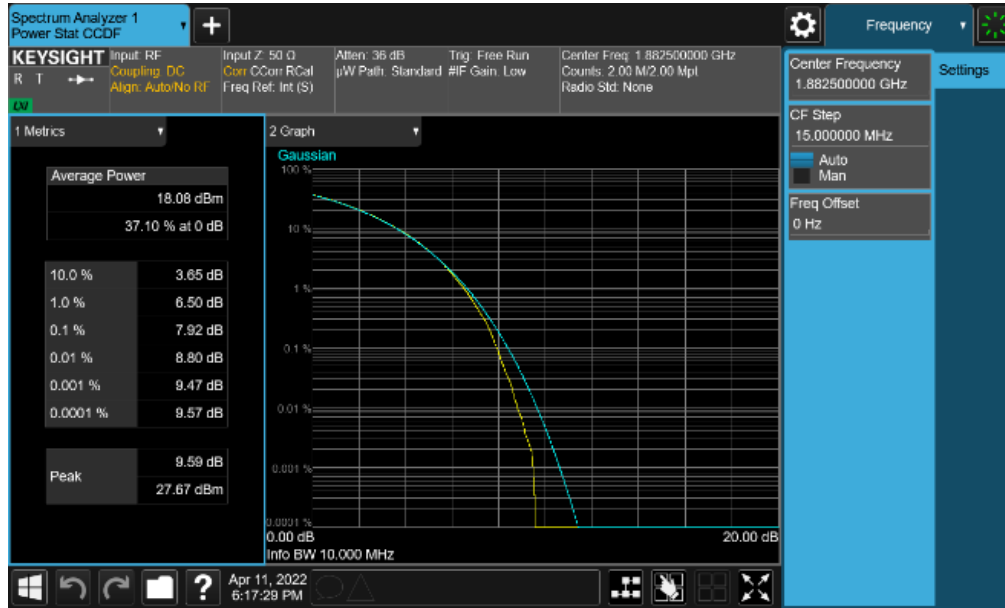 Spectrum Analyzer 1
Power Stat CCDF
+
Frequency
KEYSIGHT
R T
LXI
Input: RF
Coupling: DC
Align: Auto/No RF
Input Z: 50 Ω
Corr CCorr RCal
Freq Ref: Int (S)
Atten: 36 dB
µW Path: Standard
Trig: Free Run
#IF Gain: Low
Center Freq: 1.882500000 GHz
Counts: 2.00 M/2.00 Mpt
Radio Std: None
Center Frequency
1.882500000 GHz
Settings
CF Step
15.000000 MHz
Auto
Man
Freq Offset
0 Hz
1 Metrics
Average Power
18.08 dBm
37.10 % at 0 dB
10.0 % 3.65 dB
1.0 % 6.50 dB
0.1 % 7.92 dB
0.01 % 8.80 dB
0.001 % 9.47 dB
0.0001 % 9.57 dB
Peak
9.59 dB
27.67 dBm
2 Graph
Gaussian
100 %
10 %
1 %
0.1 %
0.01 %
0.001 %
0.0001 %
0.00 dB 20.00 dB
Info BW 10.000 MHz
?
Apr 11, 2022
6:17:29 PM